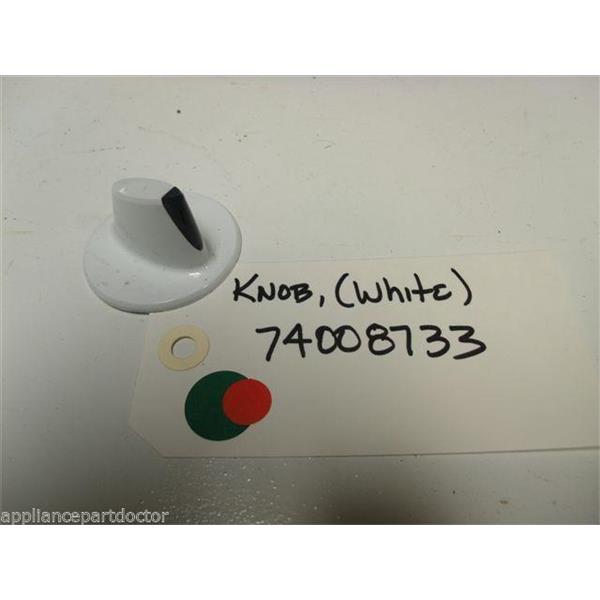 KNOB, (White)
74008733
appliancepartdoctor